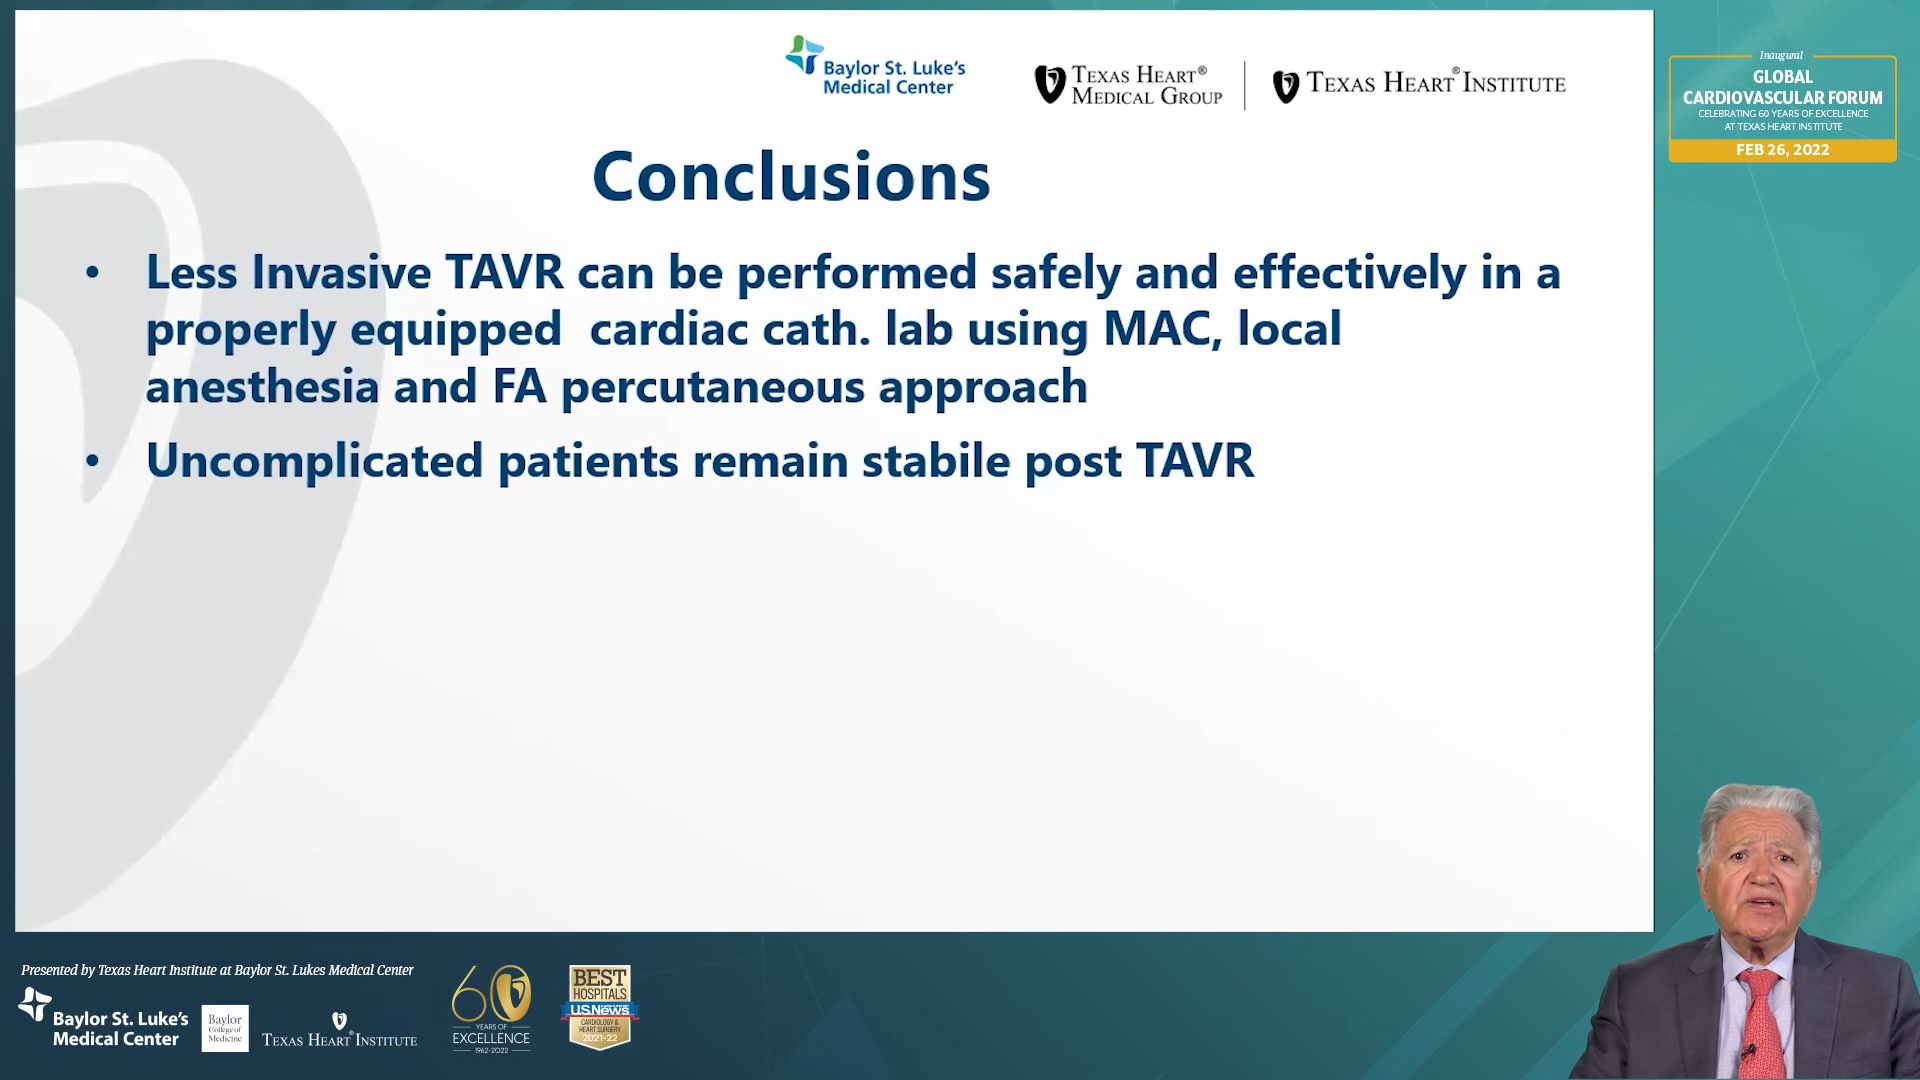 Baylor St. Luke's
Medical Center
TEXAS HEART®
MEDICAL GROUP
TEXAS HEART® INSTITUTE
Inaugural
GLOBAL
CARDIOVASCULAR FORUM
CELEBRATING 60 YEARS OF EXCELLENCE
AT TEXAS HEART INSTITUTE
FEB 26, 2022
Conclusions
• Less Invasive TAVR can be performed safely and effectively in a
properly equipped  cardiac cath. lab using MAC, local
anesthesia and FA percutaneous approach
• Uncomplicated patients remain stabile post TAVR
Presented by Texas Heart Institute at Baylor St. Lukes Medical Center
Baylor St. Luke's
Medical Center
Baylor
College of
Medicine
TEXAS HEART® INSTITUTE
60
YEARS OF
EXCELLENCE
1962-2022
BEST
HOSPITALS
U.S.News
CARDIOLOGY &
HEART SURGERY
2021-22